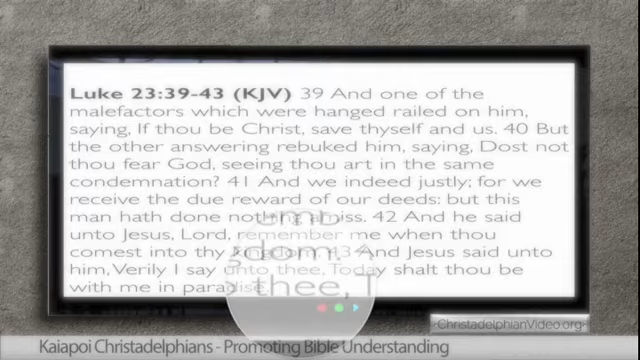 Luke 23:39-43 (KJV) 39 And one of the
malefactors which were hanged railed on him,
saying, If thou be Christ, save thyself and us. 40 But
the other answering rebuked him, saying, Dost not
thou fear God, seeing thou art in the same
condemnation? 41 And we indeed justly; for we
receive the due reward of our deeds: but this
man hath done nothing amiss. 42 And he said
unto Jesus, Lord, remember me when thou
comest into thy kingdom. 43 And Jesus said unto
him, Verily I say unto thee, Today shalt thou be
with me in paradise.
thee, T
ChristadelphianVideo.org
Kaiapoi Christadelphians - Promoting Bible Understanding